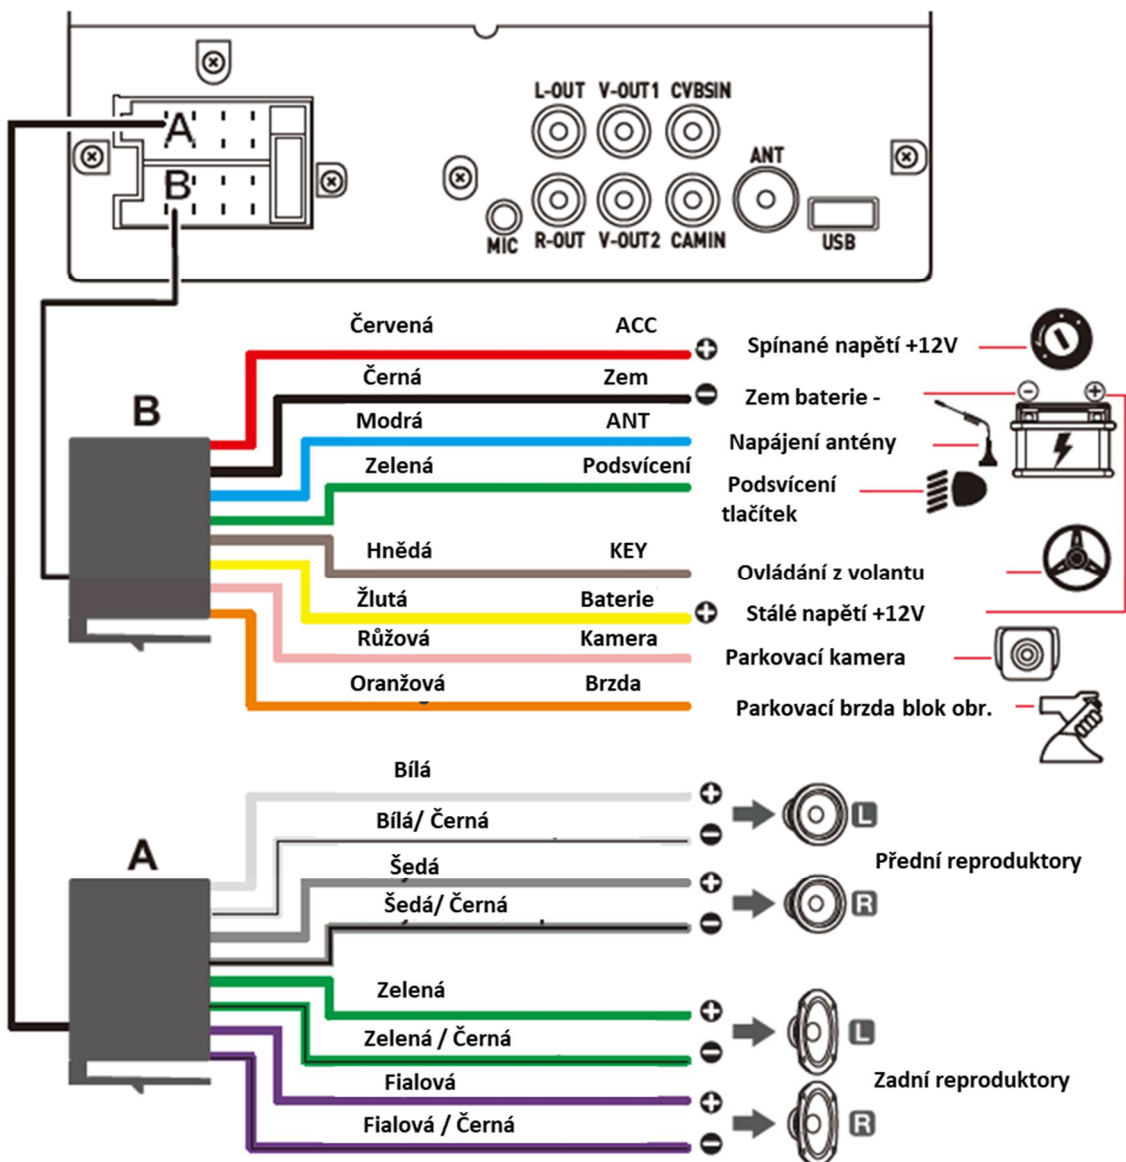 L-OUT V-OUT1 CVBSIN
A
ANT
B
MIC R-OUT V-OUT2 CAMIN USB
Červená ACC
Spínané napětí +12V
Černá Zem
Zem baterie -
B
Modrá ANT
Napájení antény
Zelená Podsvícení
Podsvícení
tlačítek
Hnědá KEY
Ovládání z volantu
Žlutá Baterie
Stálé napětí +12V
Růžová Kamera
Parkovací kamera
Oranžová Brzda
Parkovací brzda blok obr.
Bílá
L
Bílá/ Černá
A
Přední reproduktory
Šedá
R
Šedá/ Černá
Zelená
L
Zelená / Černá
Zadní reproduktory
Fialová
R
Fialová / Černá